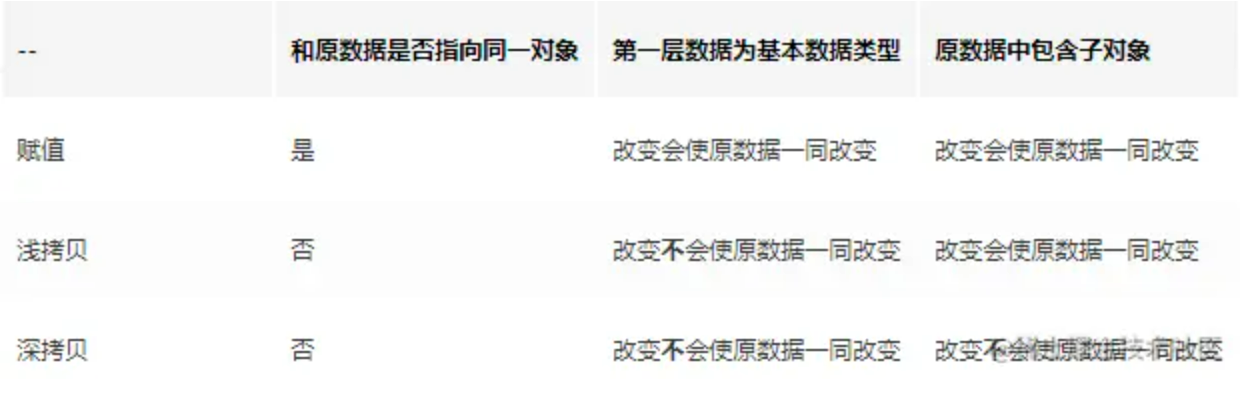 -- 和原数据是否指向同一对象 第一层数据为基本数据类型 原数据中包含子对象
赋值 是 改变会使原数据一同改变 改变会使原数据一同改变
浅拷贝 否 改变不会使原数据一同改变 改变会使原数据一同改变
深拷贝 否 改变不会使原数据一同改变 改变不会使原数据一同改变